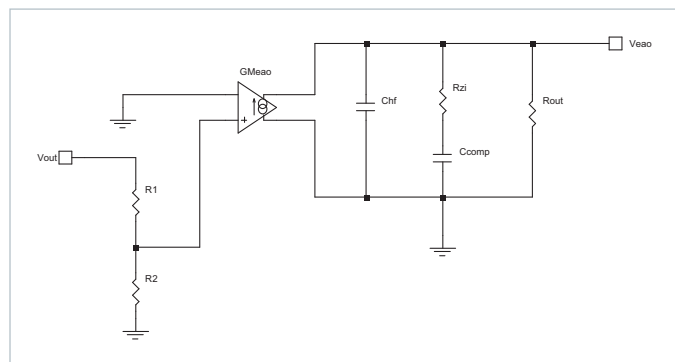 GMeao
Veao
Chf
Rzi
Rout
+
Ccomp
Vout
R1
R2